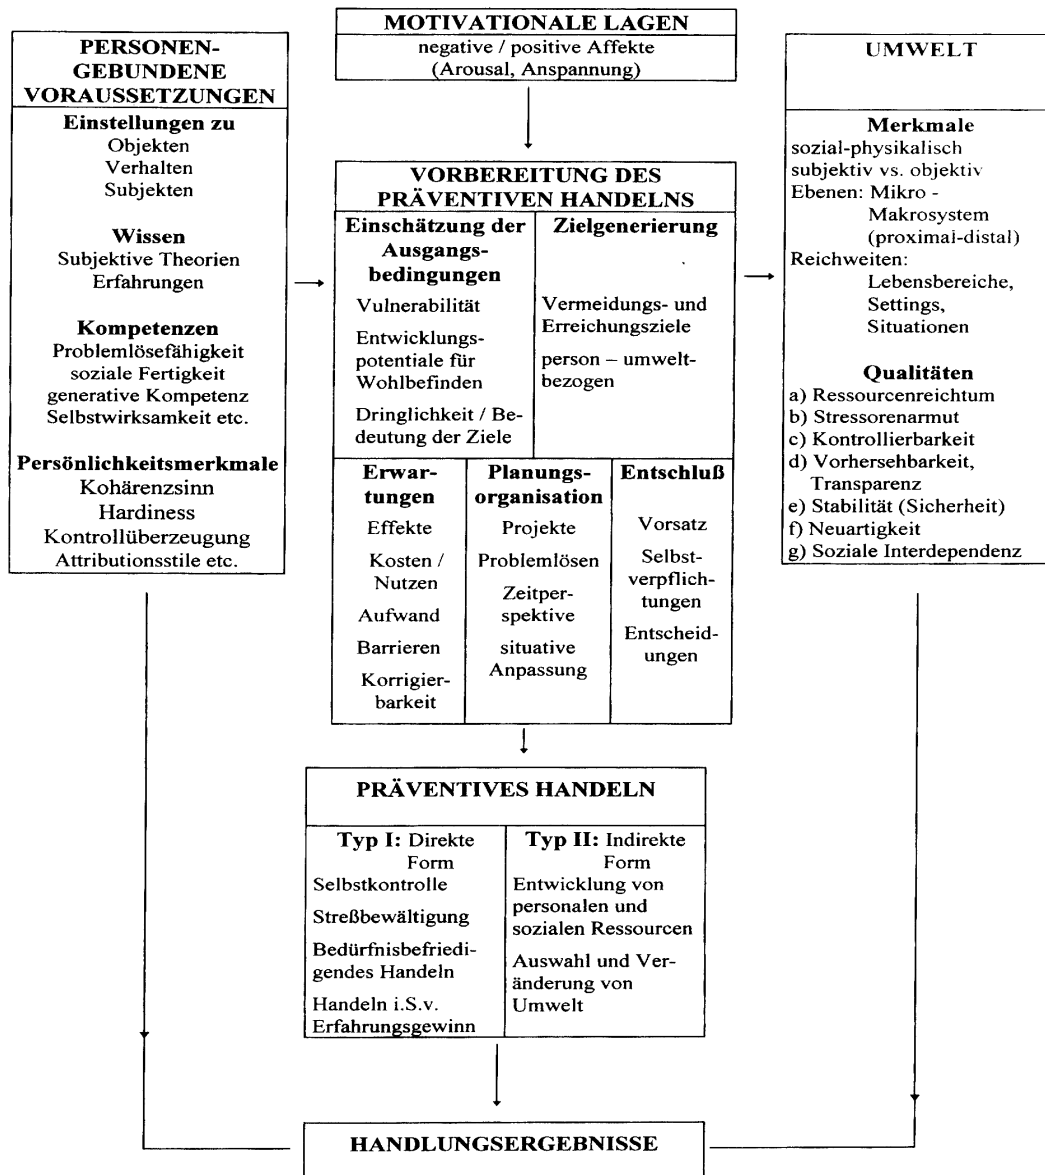 MOTIVATIONALE LAGEN
negative / positive Affekte
(Arousal, Anspannung)
PERSONEN-
GEBUNDENE
VORAUSSETZUNGEN
Einstellungen zu
Objekten
Verhalten
Subjekten
Wissen
Subjektive Theorien
Erfahrungen
Kompetenzen
Problemlösefähigkeit
soziale Fertigkeit
generative Kompetenz
Selbstwirksamkeit etc.
Persönlichkeitsmerkmale
Kohärenzsinn
Hardiness
Kontrollüberzeugung
Attributionsstile etc.
VORBEREITUNG DES
PRÄVENTIVEN HANDELNS
Einschätzung der
Ausgangs-
bedingungen
Vulnerabilität
Entwicklungs-
potentiale für
Wohlbefinden
Dringlichkeit / Be-
deutung der Ziele
Zielgenerierung
Vermeidungs- und
Erreichungsziele
person – umwelt-
bezogen
Erwar-
tungen
Effekte
Kosten /
Nutzen
Aufwand
Barrieren
Korrigier-
barkeit
Planungs-
organisation
Projekte
Problemlösen
Zeitper-
spektive
situative
Anpassung
Entschluß
Vorsatz
Selbst-
verpflich-
tungen
Entscheid-
ungen
UMWELT
Merkmale
sozial-physikalisch
subjektiv vs. objektiv
Ebenen: Mikro -
Makrosystem
(proximal-distal)
Reichweiten:
Lebensbereiche,
Settings,
Situationen
Qualitäten
a) Ressourcenreichtum
b) Stressorenarmut
c) Kontrollierbarkeit
d) Vorhersehbarkeit,
Transparenz
e) Stabilität (Sicherheit)
f) Neuartigkeit
g) Soziale Interdependenz
PRÄVENTIVES HANDELN
Typ I: Direkte
Form
Selbstkontrolle
Streßbewältigung
Bedürfnisbefriedi-
gendes Handeln
Handeln i.S.v.
Erfahrungsgewinn
Typ II: Indirekte
Form
Entwicklung von
personalen und
sozialen Ressourcen
Auswahl und Ver-
änderung von
Umwelt
HANDLUNGSERGEBNISSE